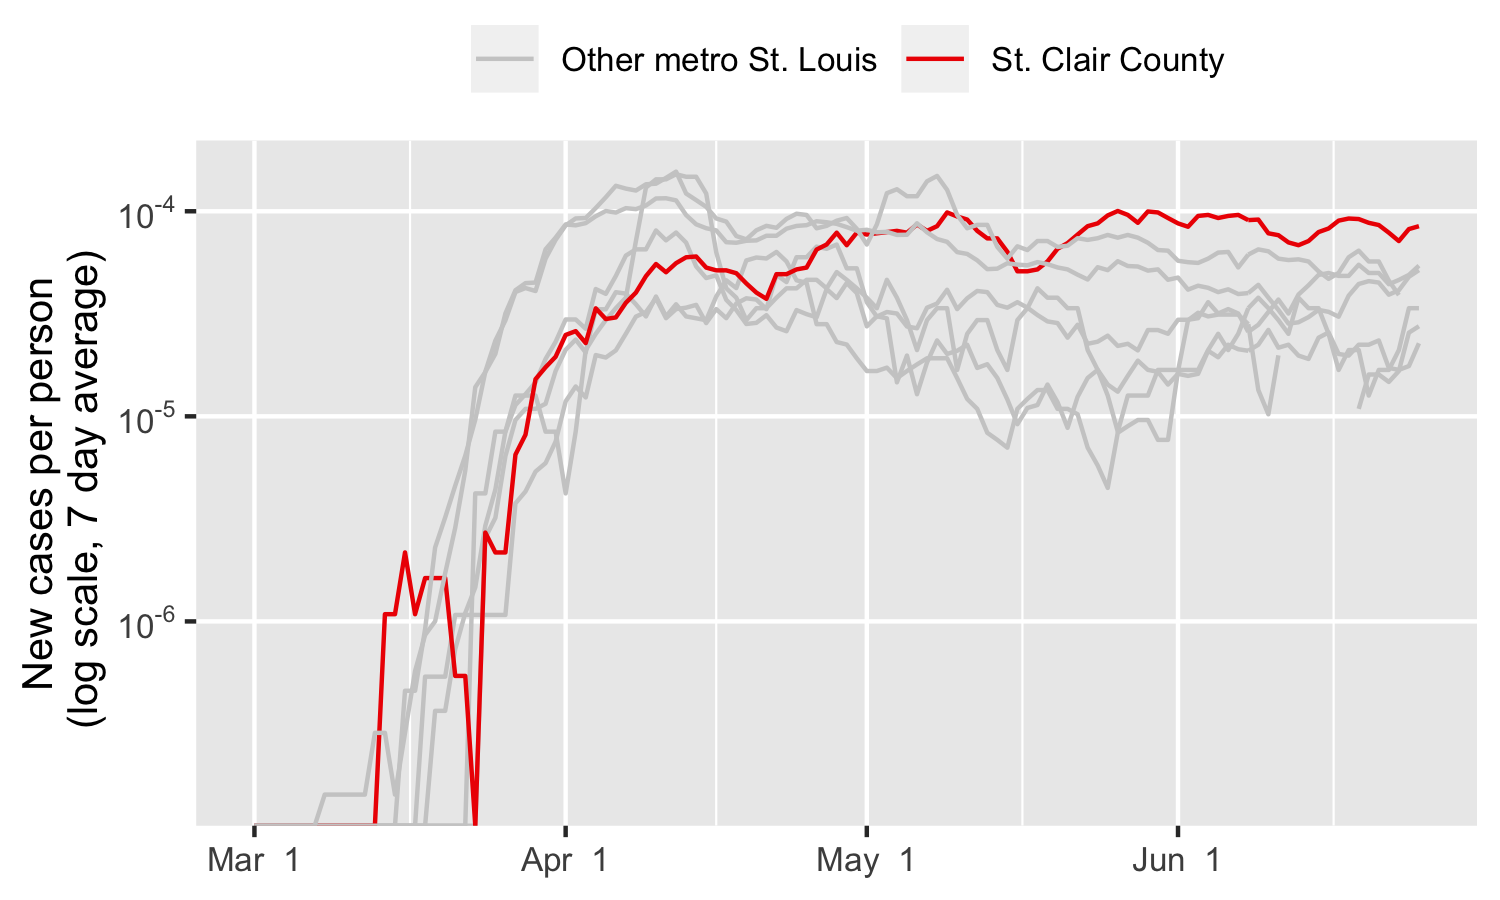 Other metro St. Louis
St. Clair County
New cases per person
(log scale, 7 day average)
10-4
10-5
10-6
Mar 1
Apr 1
May 1
Jun 1